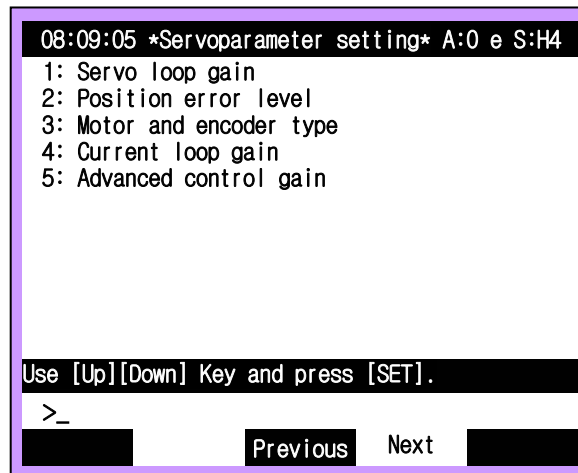 08:09:05 *Servoparameter setting* A:0 e S:H4
1: Servo loop gain
2: Position error level
3: Motor and encoder type
4: Current loop gain
5: Advanced control gain
Use [Up][Down] Key and press [SET].
>_
Previous Next